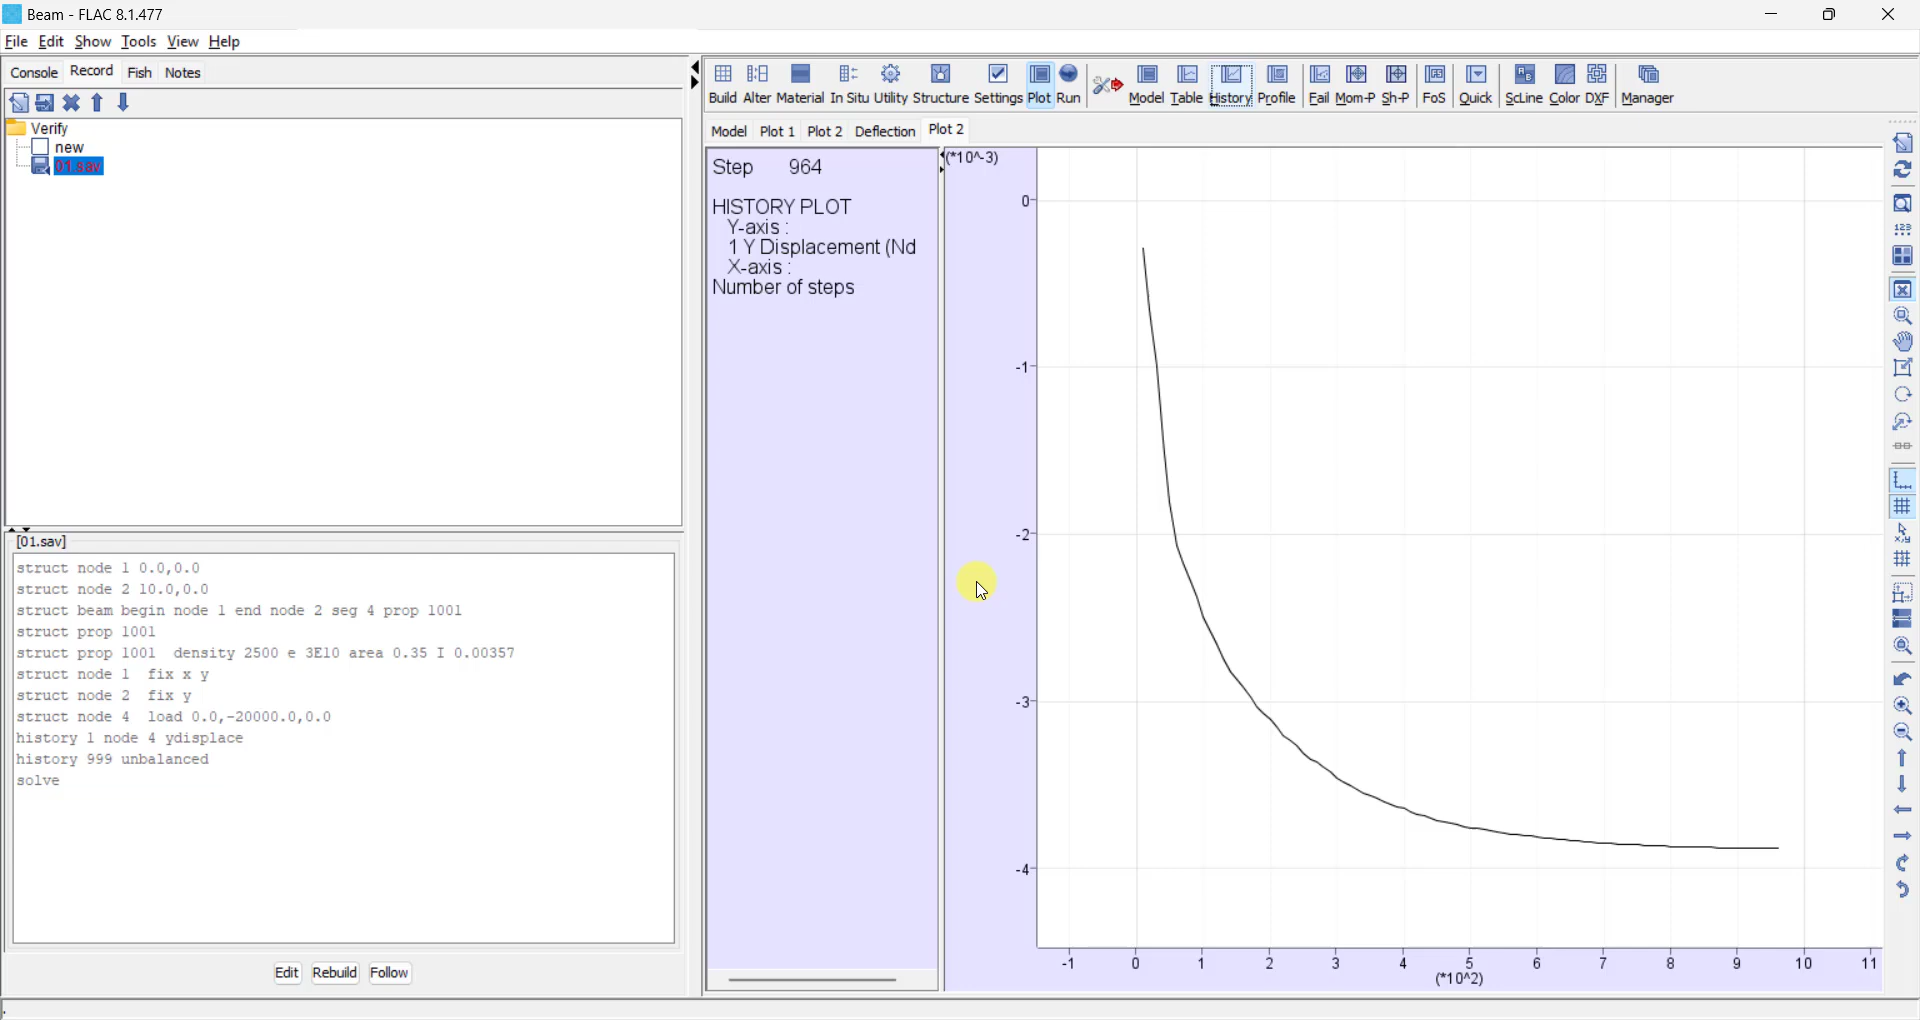 Beam - FLAC 8.1.477
File Edit Show Tools View Help
Console Record Fish Notes
Verify
new
01.sav
[01.sav]
struct node 1 0.0,0.0
struct node 2 10.0,0.0
struct beam begin node 1 end node 2 seg 4 prop 1001
struct prop 1001
struct prop 1001  density 2500 e 3E10 area 0.35 I 0.00357
struct node 1  fix x y
struct node 2  fix y
struct node 4  load 0.0,-20000.0,0.0
history 1 node 4 ydisplace
history 999 unbalanced
solve
Edit Rebuild Follow
Build Alter Material In Situ Utility Structure Settings Plot Run Model Table History Profile Fail Mom-P Sh-P FoS Quick ScLine Color DXF Manager
Model Plot 1 Plot 2 Deflection Plot 2
Step 964
HISTORY PLOT
Y-axis :
1 Y Displacement (Nd
X-axis :
Number of steps
(*10^-3)
0
-1
-2
-3
-4
-1 0 1 2 3 4 5 6 7 8 9 10 11
(*10^2)
123